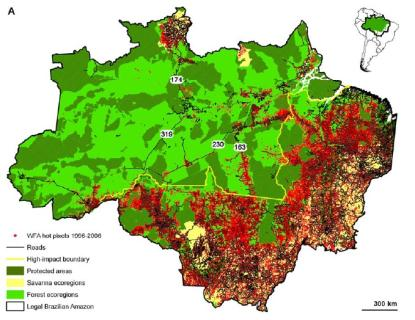 A
174
319
230
163
WFA hot pixels 1996-2006
Roads
High-impact boundary
Protected areas
Savanna ecoregions
Forest ecoregions
Legal Brazilian Amazon
300 km